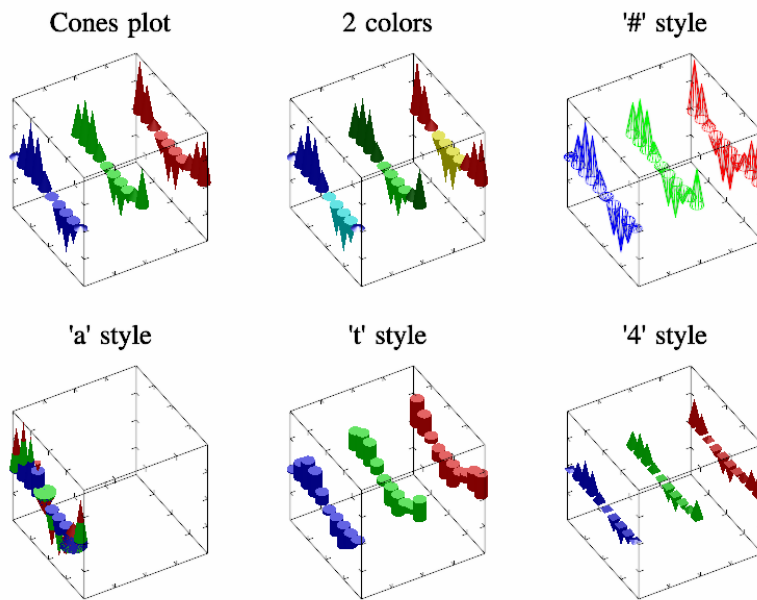 Cones plot
2 colors
'#' style
'a' style
't' style
'4' style